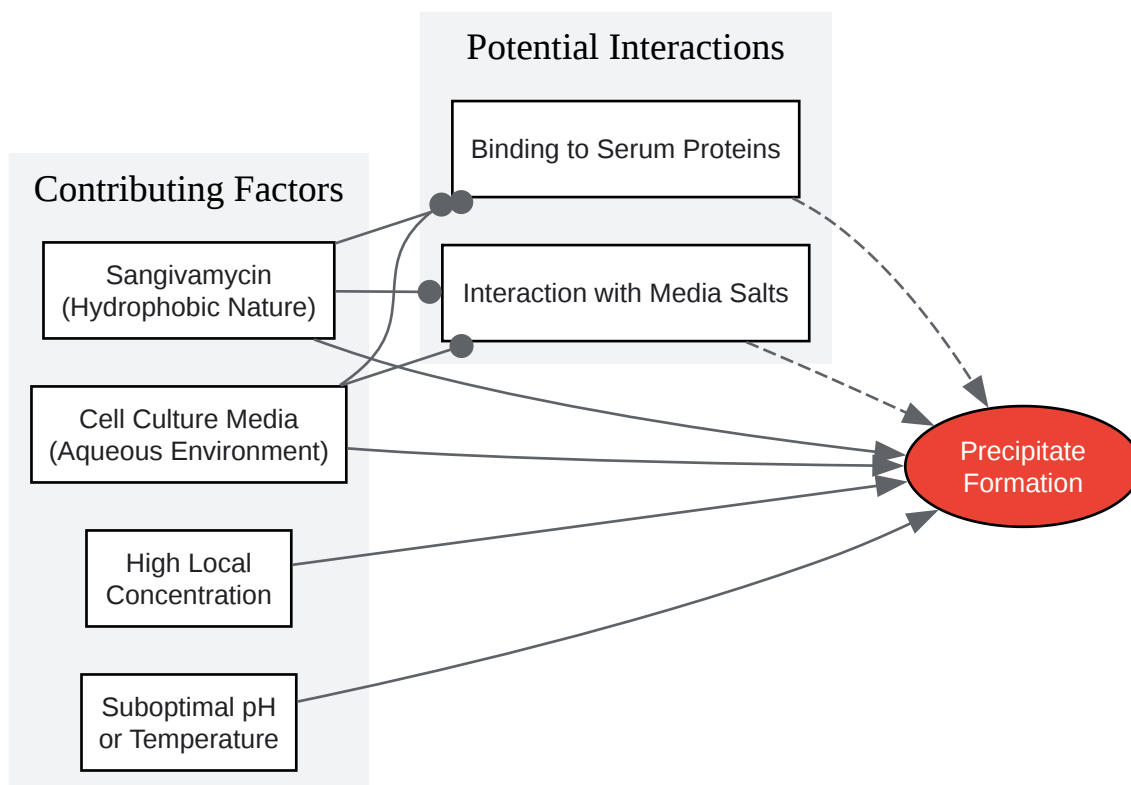 Potential Interactions
Binding to Serum Proteins
Interaction with Media Salts
Contributing Factors
Sangivamycin
(Hydrophobic Nature)
Cell Culture Media
(Aqueous Environment)
High Local
Concentration
Suboptimal pH
or Temperature
Precipitate
Formation